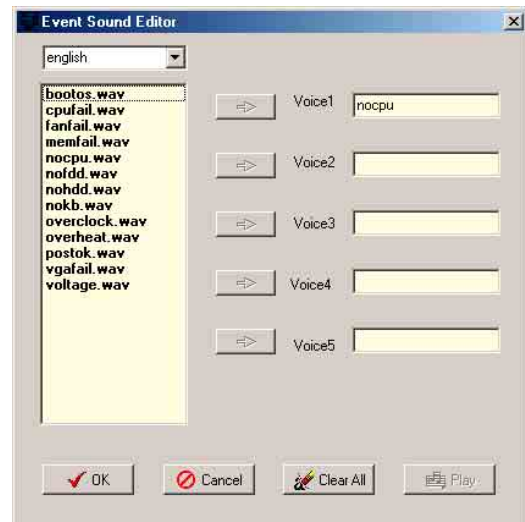 Event Sound Editor
english
bootos.wav
cpufail.wav
fanfail.wav
memfail.wav
nocpu.wav
nofdd.wav
nohdd.wav
nokb.wav
overclock.wav
overheat.wav
postok.wav
vgafail.wav
voltage.wav
Voice1 nocpu
Voice2
Voice3
Voice4
Voice5
OK Cancel Clear All Play